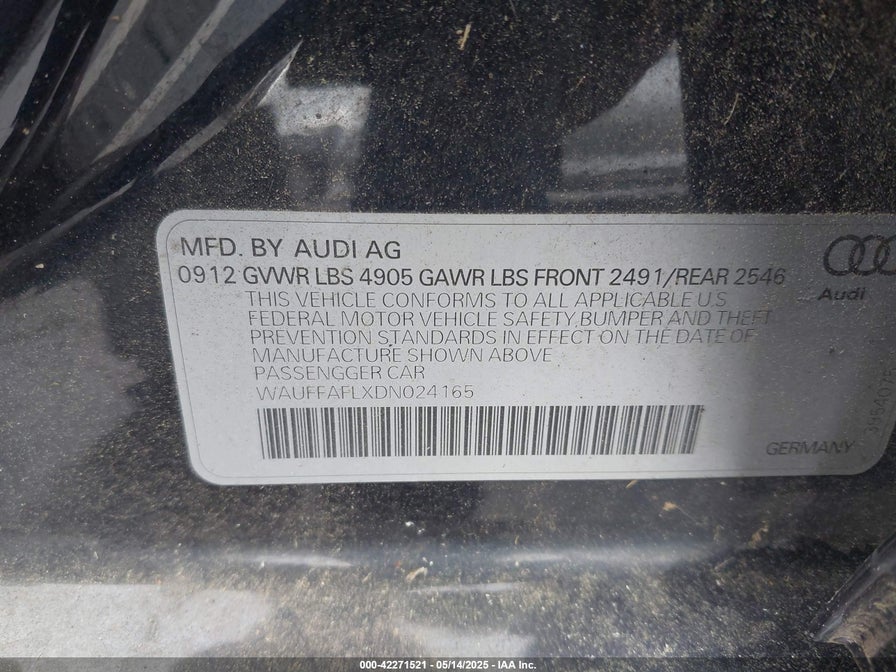 MFD. BY AUDI AG
0912 GVWR LBS 4905 GAWR LBS FRONT 2491/REAR 2546
THIS VEHICLE CONFORMS TO ALL APPLICABLE U.S
FEDERAL MOTOR VEHICLE SAFETY,BUMPER AND THEFT
PREVENTION STANDARDS IN EFFECT ON THE DATE OF
MANUFACTURE SHOWN ABOVE
PASSENGGER CAR
WAUFFAFLXDN024165
Audi
GERMANY
000-42271521 - 05/14/2025 - IAA Inc.